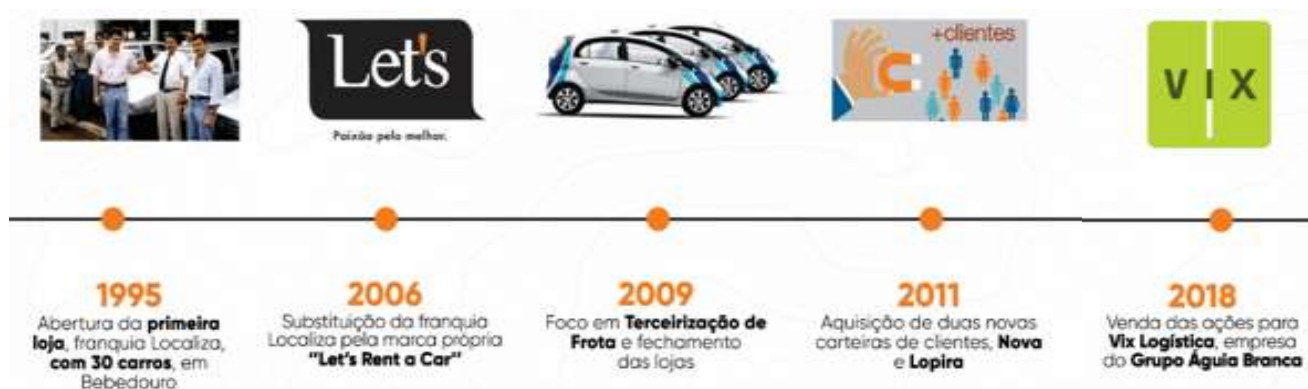 Let's
Paixão pelo melhor.
+clientes
VIX
1995
Abertura da primeira
loja, franquia Localiza,
com 30 carros, em
Bebedouro
2006
Substituição da franquia
Localiza pela marca própria
"Let's Rent a Car"
2009
Foco em Terceirização de
Frota e fechamento
das lojas
2011
Aquisição de duas novas
carteiras de clientes, Nova
e Lopira
2018
Venda das ações para
Vix Logística, empresa
do Grupo Águia Branca